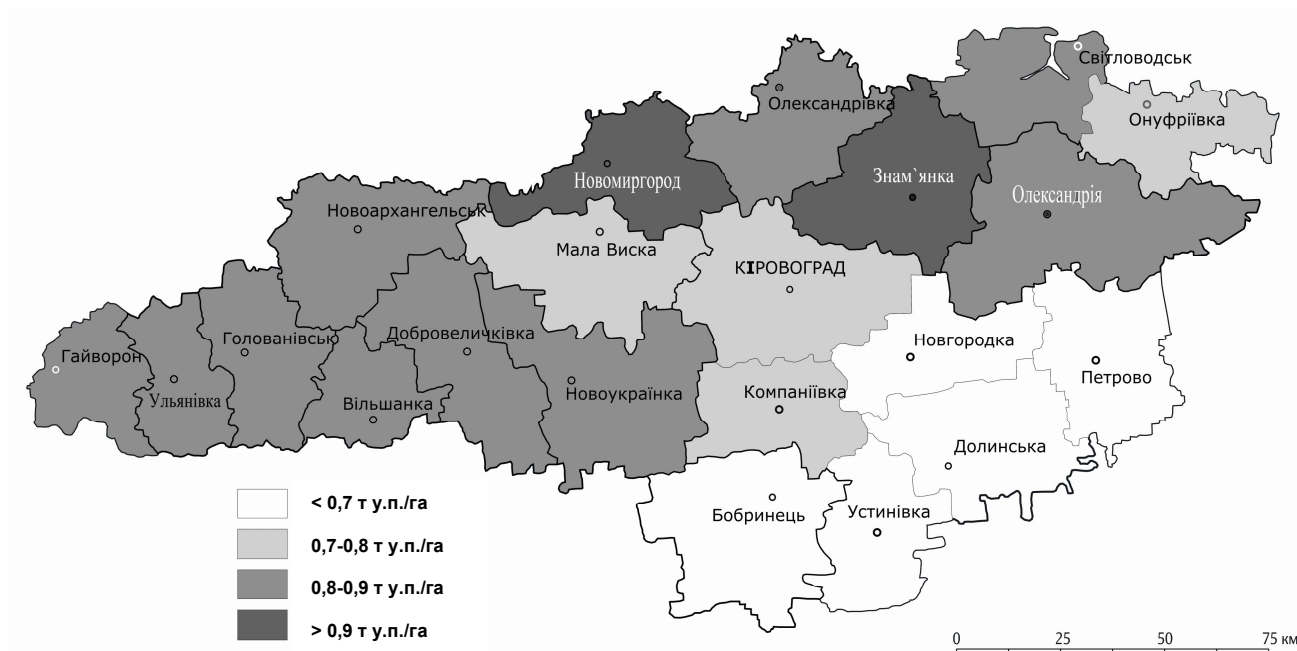 Світловодськ
Олександрівка
Онуфріївка
Новомиргород
Знам`янка
Олександрія
Новоархангельськ
Мала Виска
КІРОВОГРАД
Гайворон
Голованівськ
Добровеличківка
Новгородка
Петрово
Ульянівка
Вільшанка
Новоукраїнка
Компаніївка
Долинська
Бобринець
Устинівка
< 0,7 т у.п./га
0,7-0,8 т у.п./га
0,8-0,9 т у.п./га
> 0,9 т у.п./га
0 25 50 75 км